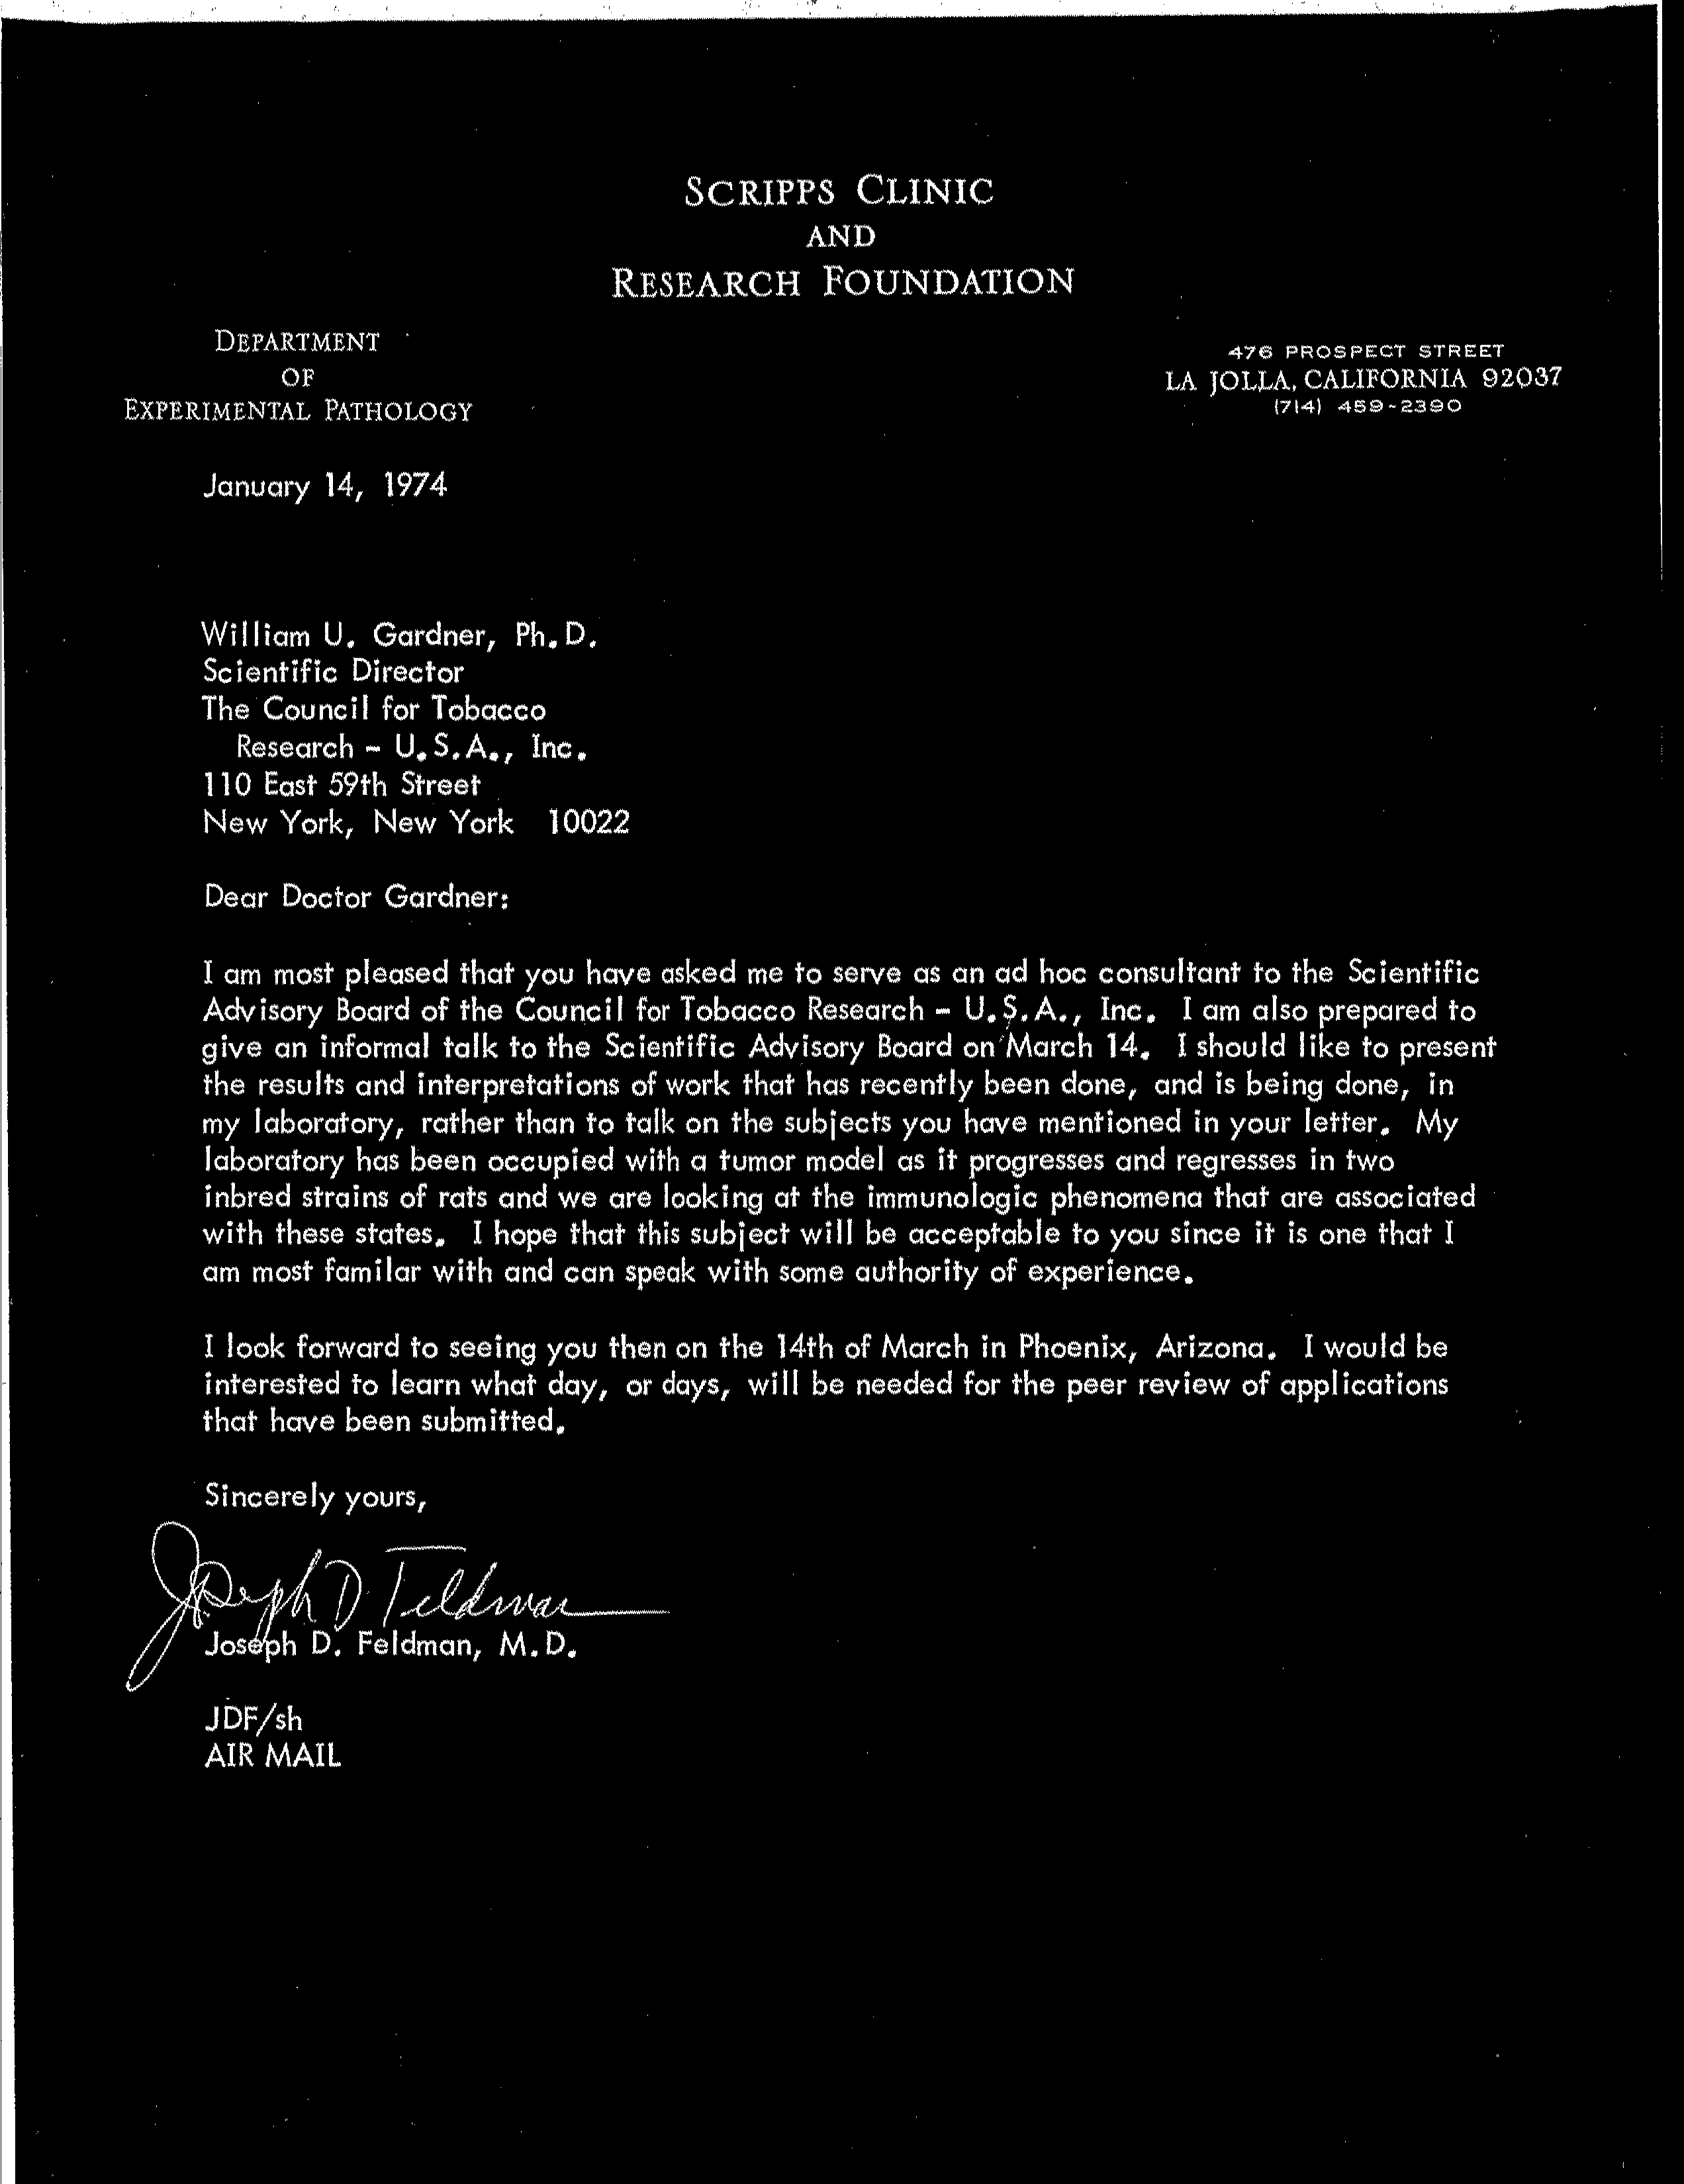 SCRIPPS CLINIC
AND
RESEARCH FOUNDATION
DEPARTMENT
OF
EXPERIMENTAL PATHOLOGY
476 PROSPECT STREET
LA JOLLA, CALIFORNIA 92037
(714) 459-2390
January 14, 1974
William U. Gardner, Ph.D.
Scientific Director
The Council for Tobacco
Research - U.S.A., Inc.
110 East 59th Street
New York, New York 10022
Dear Doctor Gardner:
I am most pleased that you have asked me to serve as an ad hoc consultant to the Scientific
Advisory Board of the Council for Tobacco Research - U.S.A., Inc. I am also prepared to
give an informal talk to the Scientific Advisory Board on March 14. I should like to present
the results and interpretations of work that has recently been done, and is being done, in
my laboratory, rather than to talk on the subjects you have mentioned in your letter. My
laboratory has been occupied with a tumor model as it progresses and regresses in two
inbred strains of rats and we are looking at the immunologic phenomena that are associated
with these states. I hope that this subject will be acceptable to you since it is one that I
am most familar with and can speak with some authority of experience.
I look forward to seeing you then on the 14th of March in Phoenix, Arizona. I would be
interested to learn what day, or days, will be needed for the peer review of applications
that have been submitted.
Sincerely yours,
Joseph D. Feldman
Joseph D. Feldman, M.D.
JDF/sh
AIR MAIL